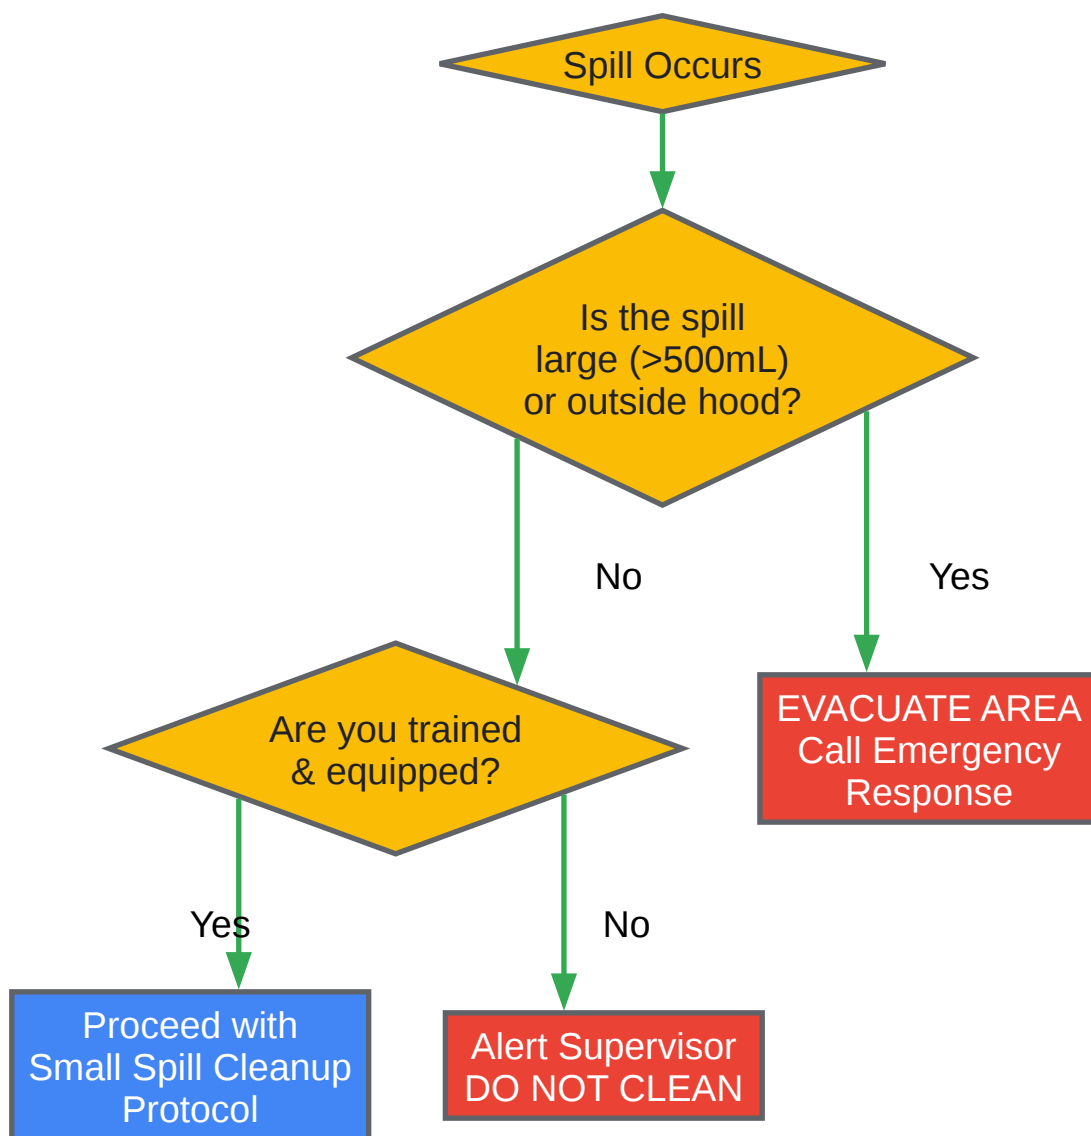 Spill Occurs
Is the spill
large (>500mL)
or outside hood?
No
Yes
Are you trained
& equipped?
EVACUATE AREA
Call Emergency
Response
Yes
No
Proceed with
Small Spill Cleanup
Protocol
Alert Supervisor
DO NOT CLEAN